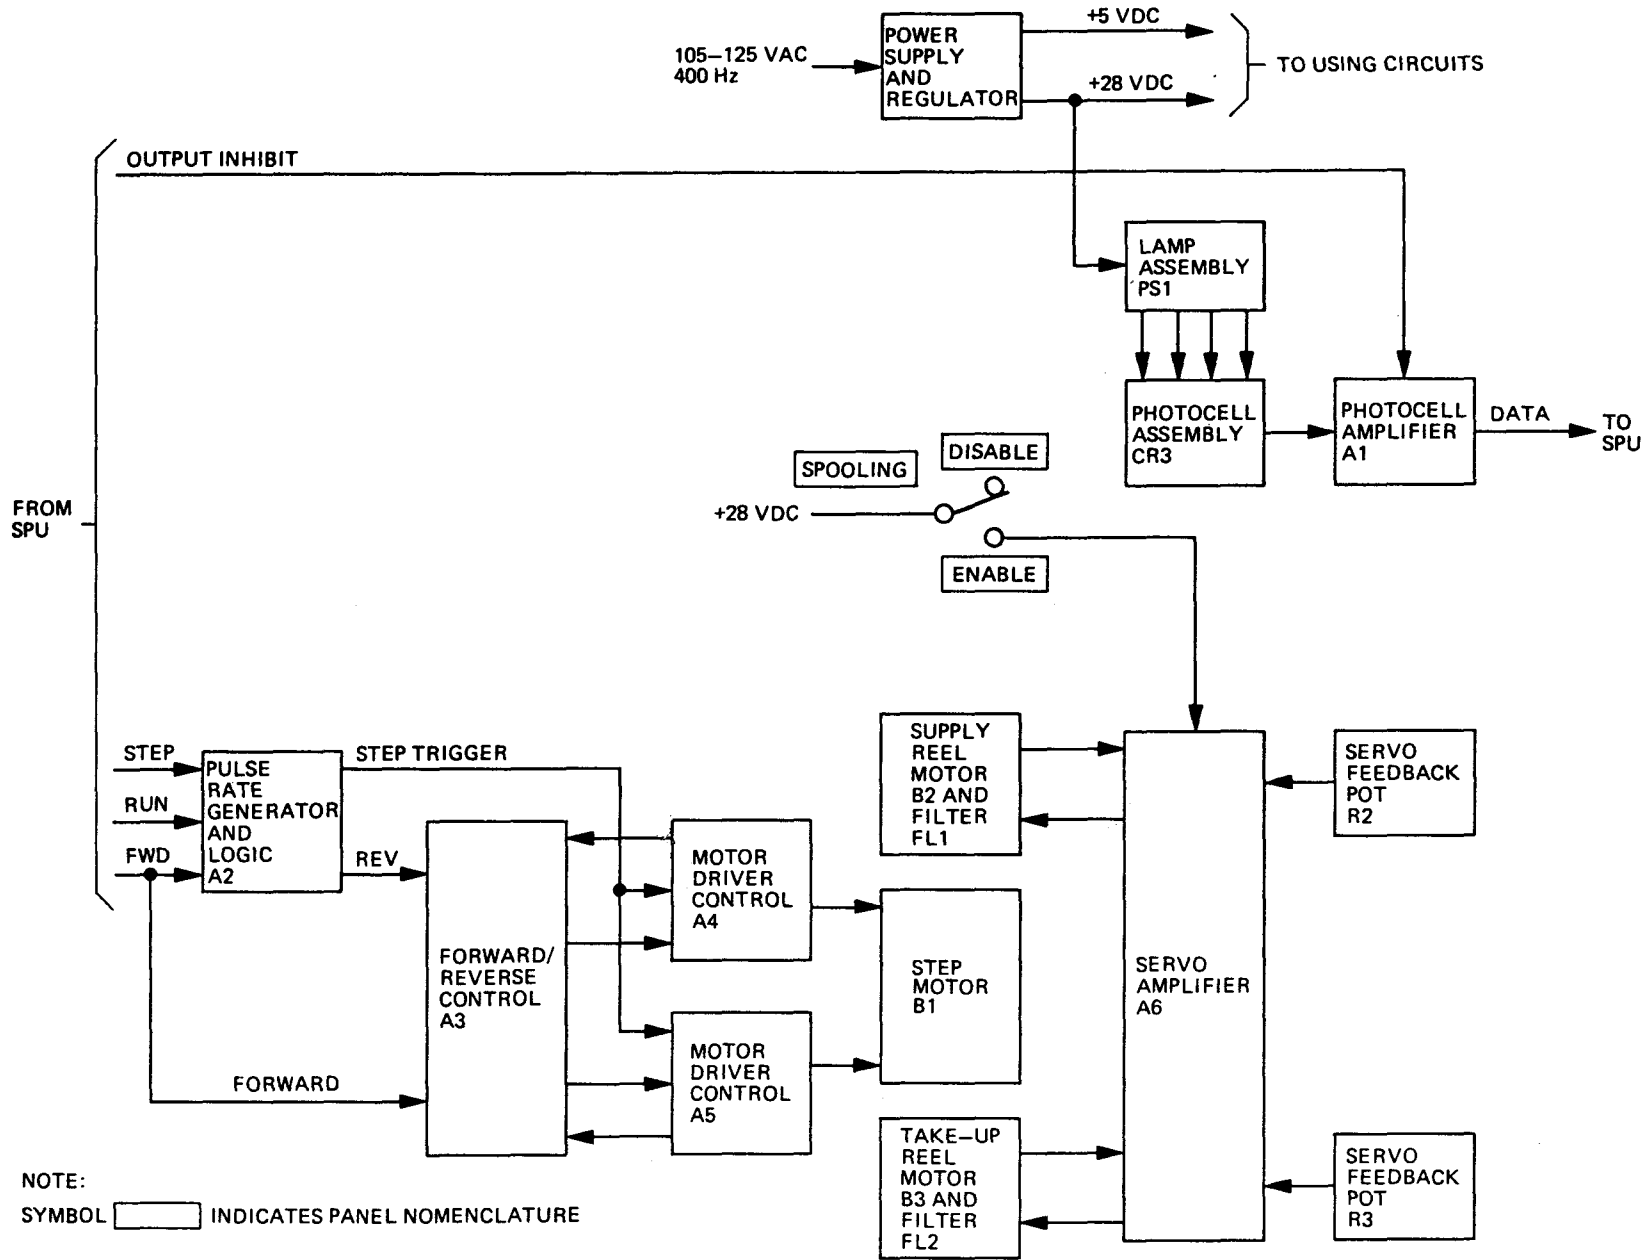 POWER
SUPPLY
AND
REGULATOR
105–125 VAC
400 Hz
+5 VDC
+28 VDC
TO USING CIRCUITS
OUTPUT INHIBIT
LAMP
ASSEMBLY
PS1
PHOTOCELL
ASSEMBLY
CR3
PHOTOCELL
AMPLIFIER
A1
DATA
TO
SPU
SPOOLING
DISABLE
+28 VDC
ENABLE
FROM
SPU
STEP
RUN
FWD
PULSE
RATE
GENERATOR
AND
LOGIC
A2
STEP TRIGGER
REV
FORWARD
FORWARD/
REVERSE
CONTROL
A3
MOTOR
DRIVER
CONTROL
A4
MOTOR
DRIVER
CONTROL
A5
SUPPLY
REEL
MOTOR
B2 AND
FILTER
FL1
STEP
MOTOR
B1
TAKE–UP
REEL
MOTOR
B3 AND
FILTER
FL2
SERVO
AMPLIFIER
A6
SERVO
FEEDBACK
POT
R2
SERVO
FEEDBACK
POT
R3
NOTE:
SYMBOL INDICATES PANEL NOMENCLATURE